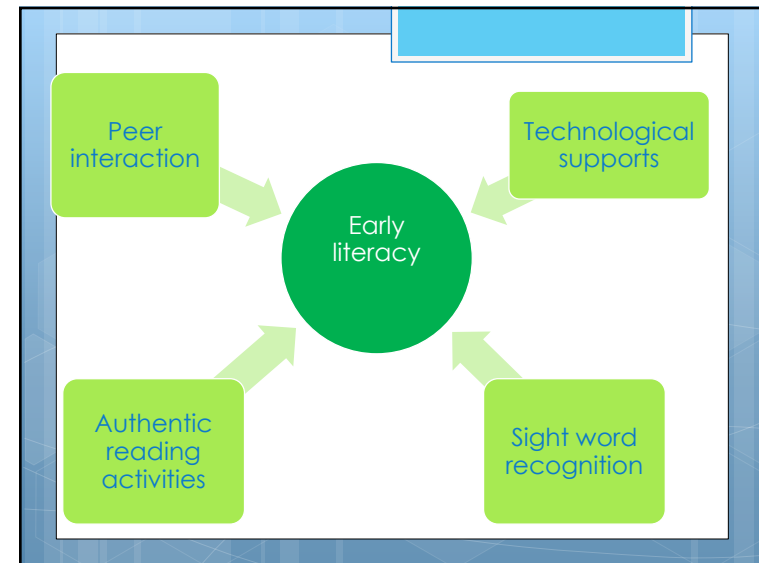 Peer
interaction
Technological
supports
Early
literacy
Authentic
reading
activities
Sight word
recognition